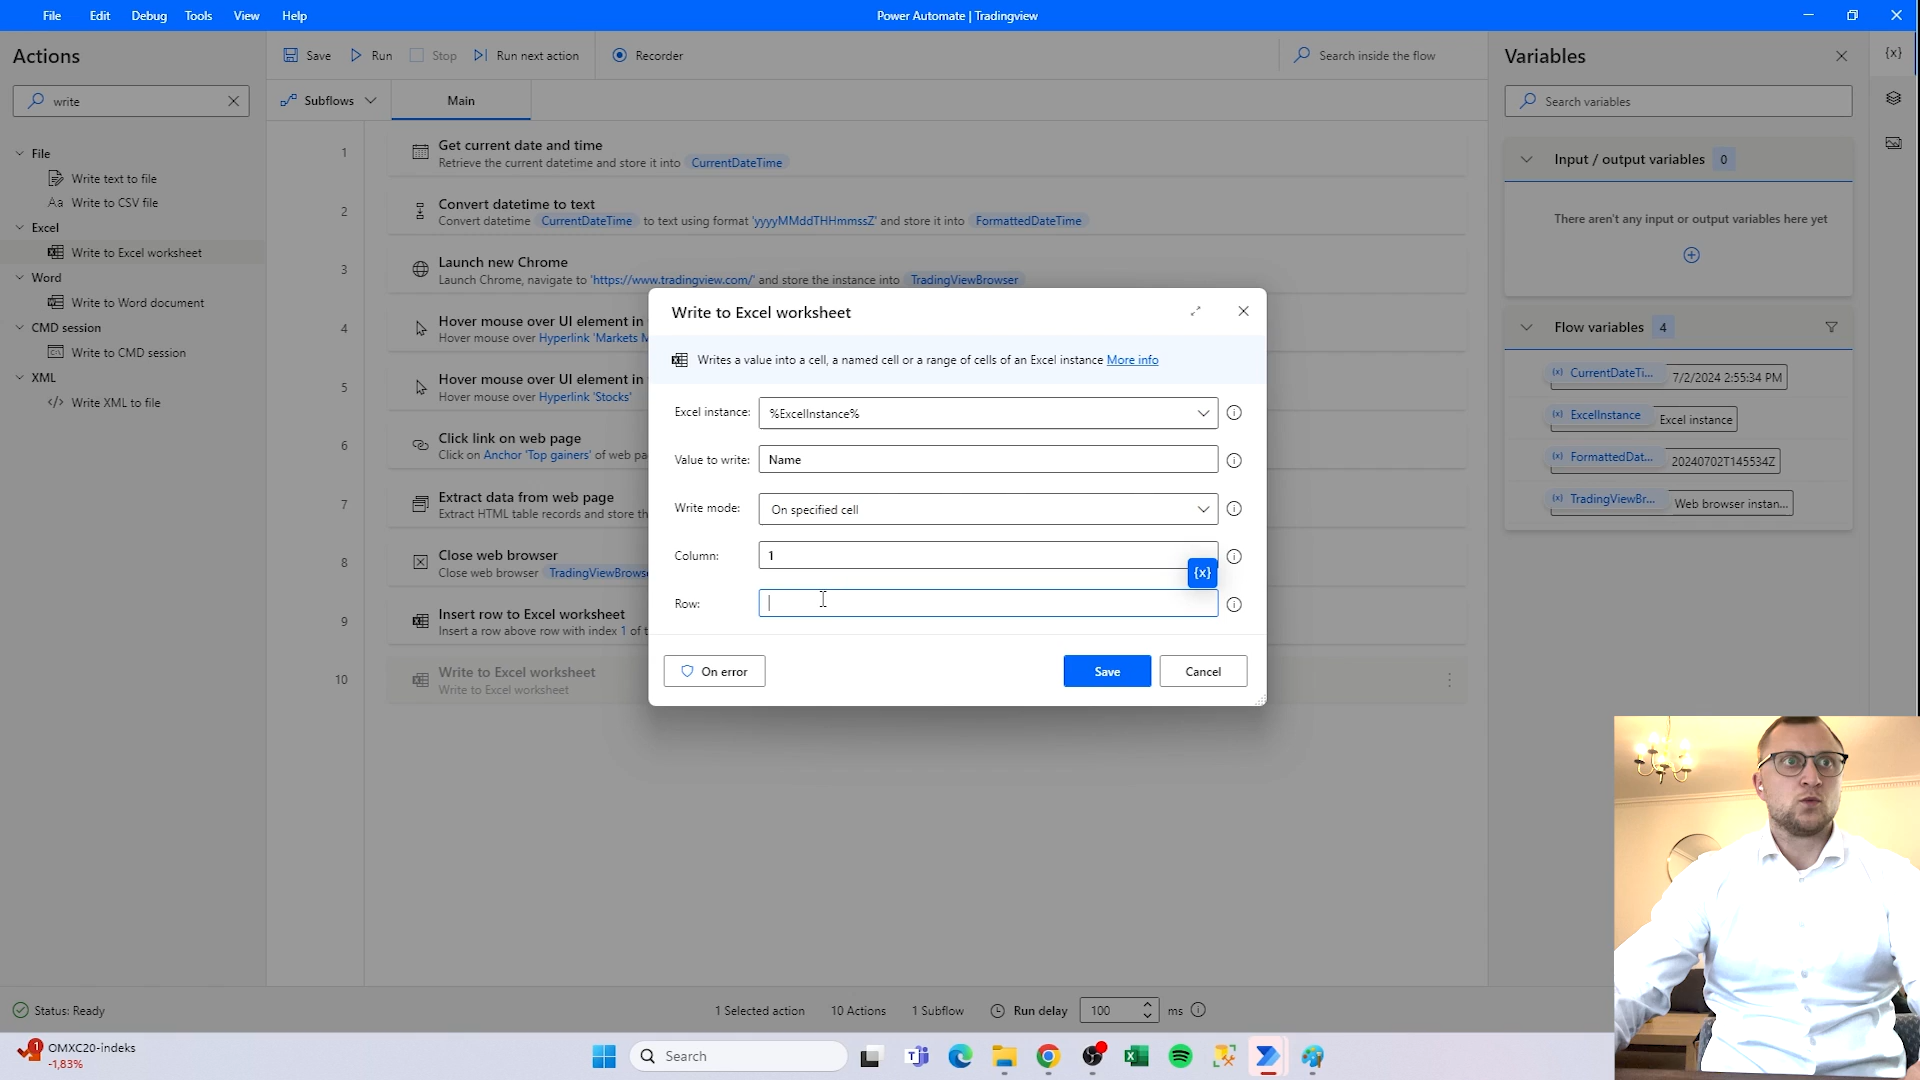 File Edit Debug Tools View Help
Power Automate | Tradingview
Actions
write
File
Write text to file
Aa Write to CSV file
Excel
Write to Excel worksheet
Word
Write to Word document
CMD session
Write to CMD session
XML
Write XML to file
Save Run Stop Run next action Recorder
Search inside the flow
Subflows Main
1 Get current date and time
Retrieve the current datetime and store it into CurrentDateTime
2 Convert datetime to text
Convert datetime CurrentDateTime to text using format 'yyyyMMddTHHmmssZ' and store it into FormattedDateTime
3 Launch new Chrome
Launch Chrome, navigate to 'https://www.tradingview.com/' and store the instance into TradingViewBrowser
4 Hover mouse over UI element in
Hover mouse over Hyperlink 'Markets M
5 Hover mouse over UI element in
Hover mouse over Hyperlink 'Stocks'
6 Click link on web page
Click on Anchor 'Top gainers' of web pa
7 Extract data from web page
Extract HTML table records and store th
8 Close web browser
Close web browser TradingViewBrows
9 Insert row to Excel worksheet
Insert a row above row with index 1 of t
10 Write to Excel worksheet
Write to Excel worksheet
Write to Excel worksheet
Writes a value into a cell, a named cell or a range of cells of an Excel instance More info
Excel instance: %ExcelInstance%
Value to write: Name
Write mode: On specified cell
Column: 1
{x}
Row:
On error Save Cancel
Variables
{x}
Search variables
Input / output variables 0
There aren't any input or output variables here yet
Flow variables 4
(x) CurrentDateTi... 7/2/2024 2:55:34 PM
(x) ExcelInstance Excel instance
(x) FormattedDat... 20240702T145534Z
(x) TradingViewBr... Web browser instan...
Status: Ready
1 Selected action 10 Actions 1 Subflow Run delay 100 ms
1 OMXC20-indeks
-1,83%
Search